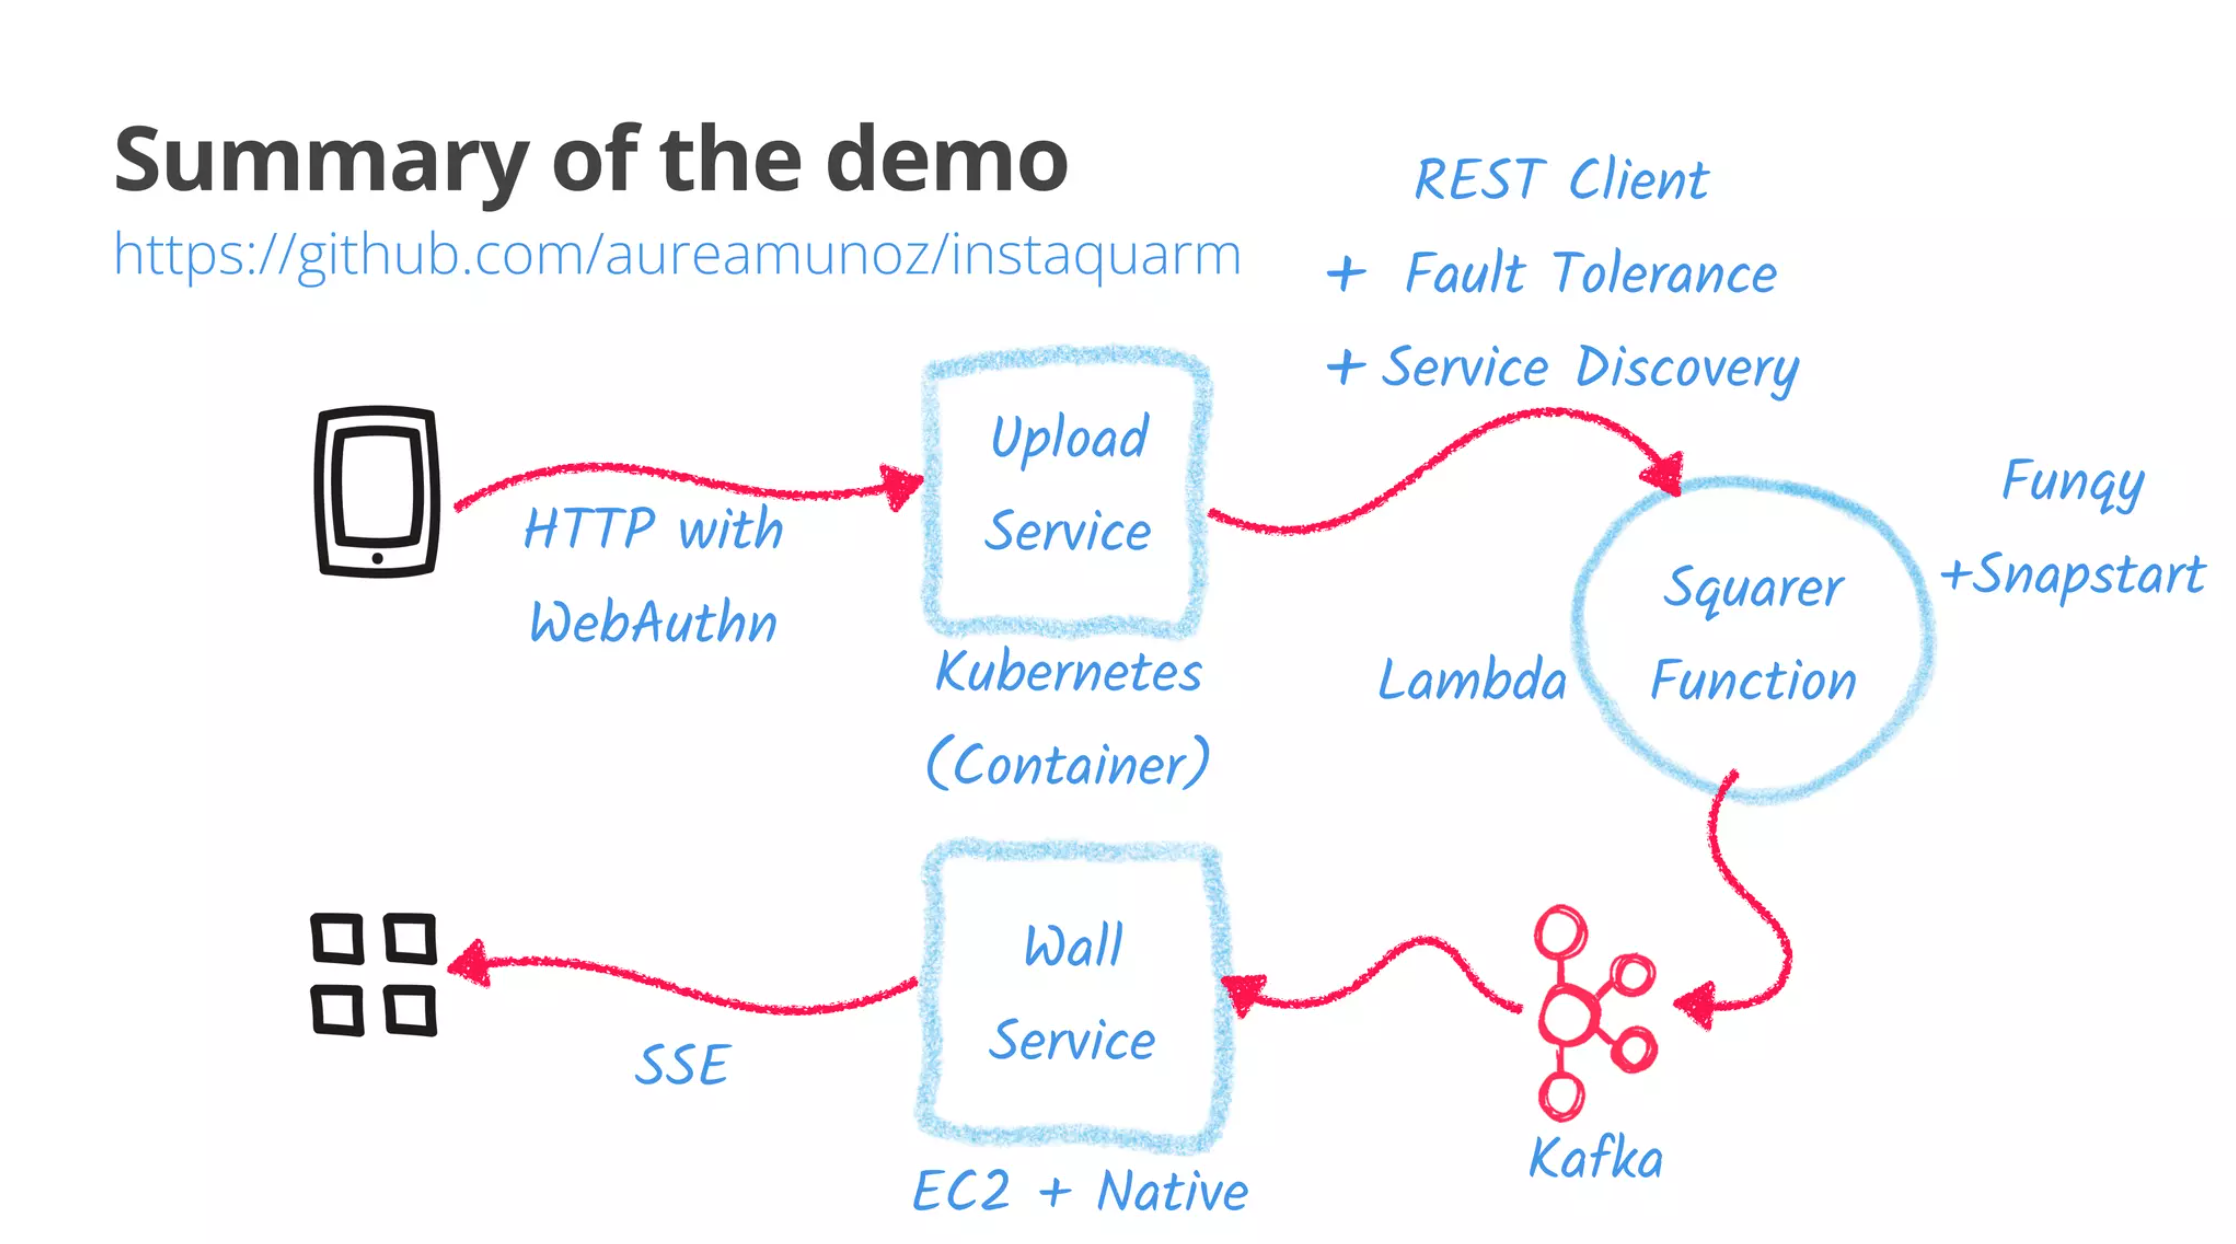 Summary of the demo
https://github.com/aureamunoz/instaquarm
REST Client
+ Fault Tolerance
+ Service Discovery
HTTP with
WebAuthn
Upload
Service
Kubernetes
(Container)
Squarer
Function
Lambda
Funqy
+Snapstart
Kafka
Wall
Service
EC2 + Native
SSE